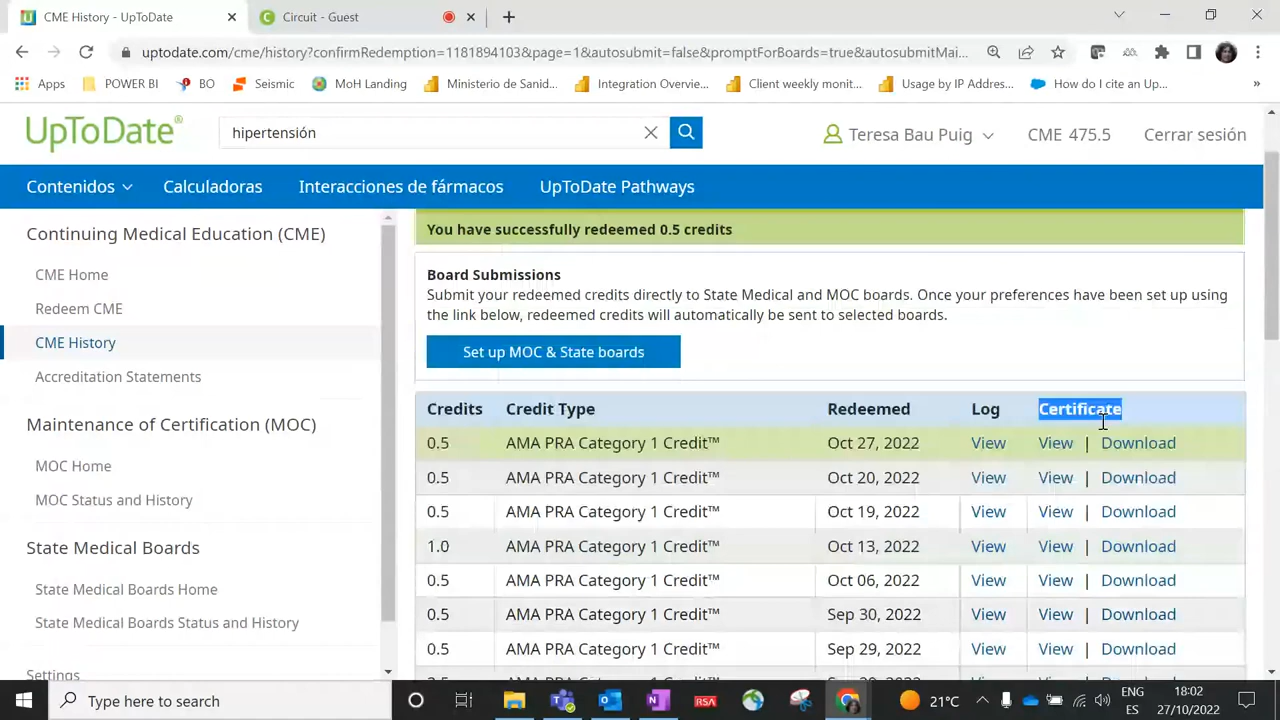 CME History - UpToDate
Circuit - Guest
uptodate.com/cme/history?confirmRedemption=1181894103&page=1&autosubmit=false&promptForBoards=true&autosubmitMai...
Apps POWER BI BO Seismic MoH Landing Ministerio de Sanid... Integration Overvie... Client weekly monit... Usage by IP Addres... How do I cite an Up... »
UpToDate® hipertensión Teresa Bau Puig CME 475.5 Cerrar sesión
Contenidos Calculadoras Interacciones de fármacos UpToDate Pathways
Continuing Medical Education (CME)
CME Home
Redeem CME
CME History
Accreditation Statements
Maintenance of Certification (MOC)
MOC Home
MOC Status and History
State Medical Boards
State Medical Boards Home
State Medical Boards Status and History
Settings
You have successfully redeemed 0.5 credits
Board Submissions
Submit your redeemed credits directly to State Medical and MOC boards. Once your preferences have been set up using
the link below, redeemed credits will automatically be sent to selected boards.
Set up MOC & State boards
Credits Credit Type Redeemed Log Certificate
0.5 AMA PRA Category 1 Credit™ Oct 27, 2022 View View | Download
0.5 AMA PRA Category 1 Credit™ Oct 20, 2022 View View | Download
0.5 AMA PRA Category 1 Credit™ Oct 19, 2022 View View | Download
1.0 AMA PRA Category 1 Credit™ Oct 13, 2022 View View | Download
0.5 AMA PRA Category 1 Credit™ Oct 06, 2022 View View | Download
0.5 AMA PRA Category 1 Credit™ Sep 30, 2022 View View | Download
0.5 AMA PRA Category 1 Credit™ Sep 29, 2022 View View | Download
Type here to search
RSA
21°C
ENG
ES
18:02
27/10/2022